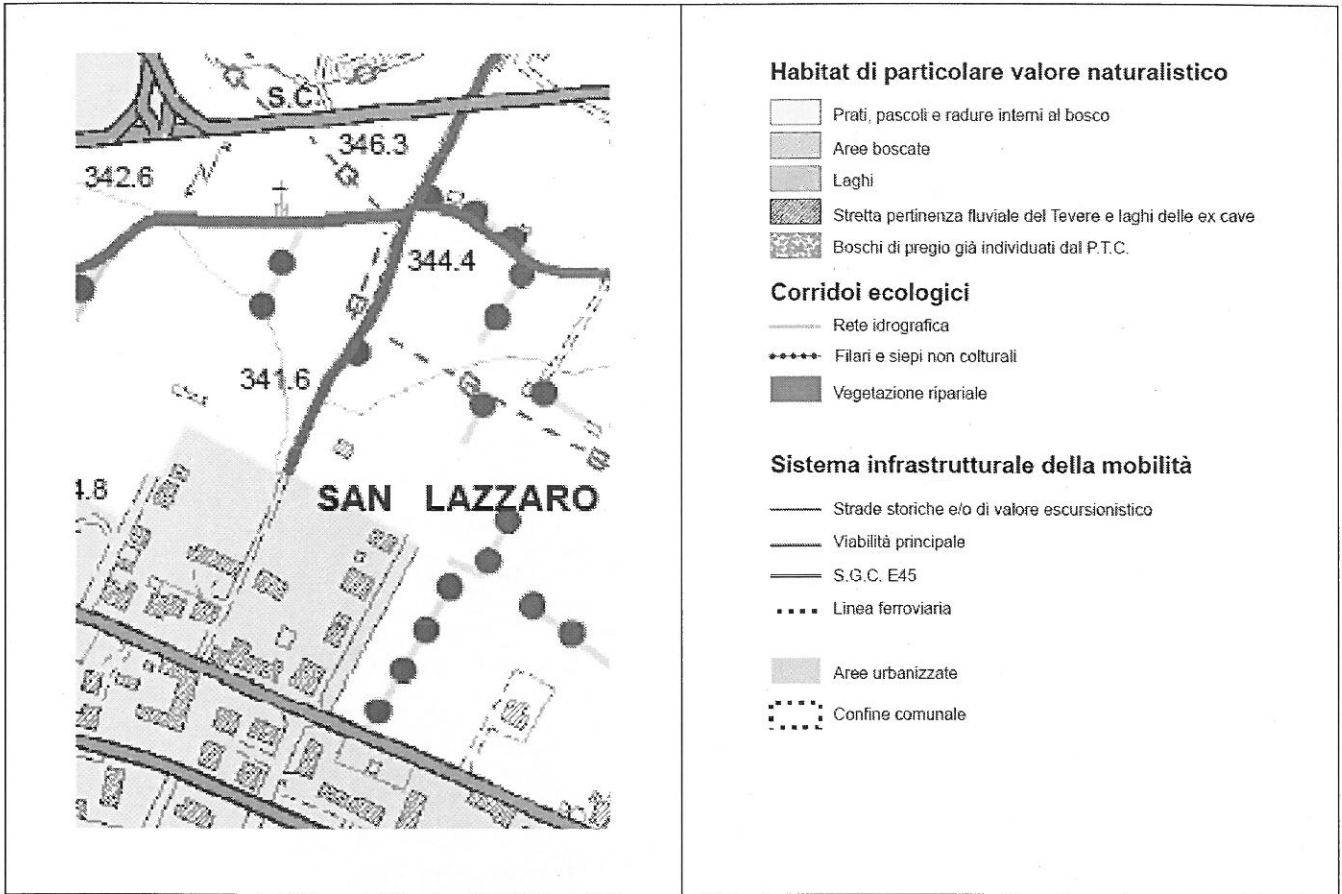 S.C.
346.3
342.6
344.4
341.6
4.8
SAN LAZZARO
Habitat di particolare valore naturalistico
Prati, pascoli e radure interni al bosco
Aree boscate
Laghi
Stretta pertinenza fluviale del Tevere e laghi delle ex cave
Boschi di pregio già individuati dal P.T.C.
Corridoi ecologici
Rete idrografica
Filari e siepi non colturali
Vegetazione ripariale
Sistema infrastrutturale della mobilità
Strade storiche e/o di valore escursionistico
Viabilità principale
S.G.C. E45
Linea ferroviaria
Aree urbanizzate
Confine comunale